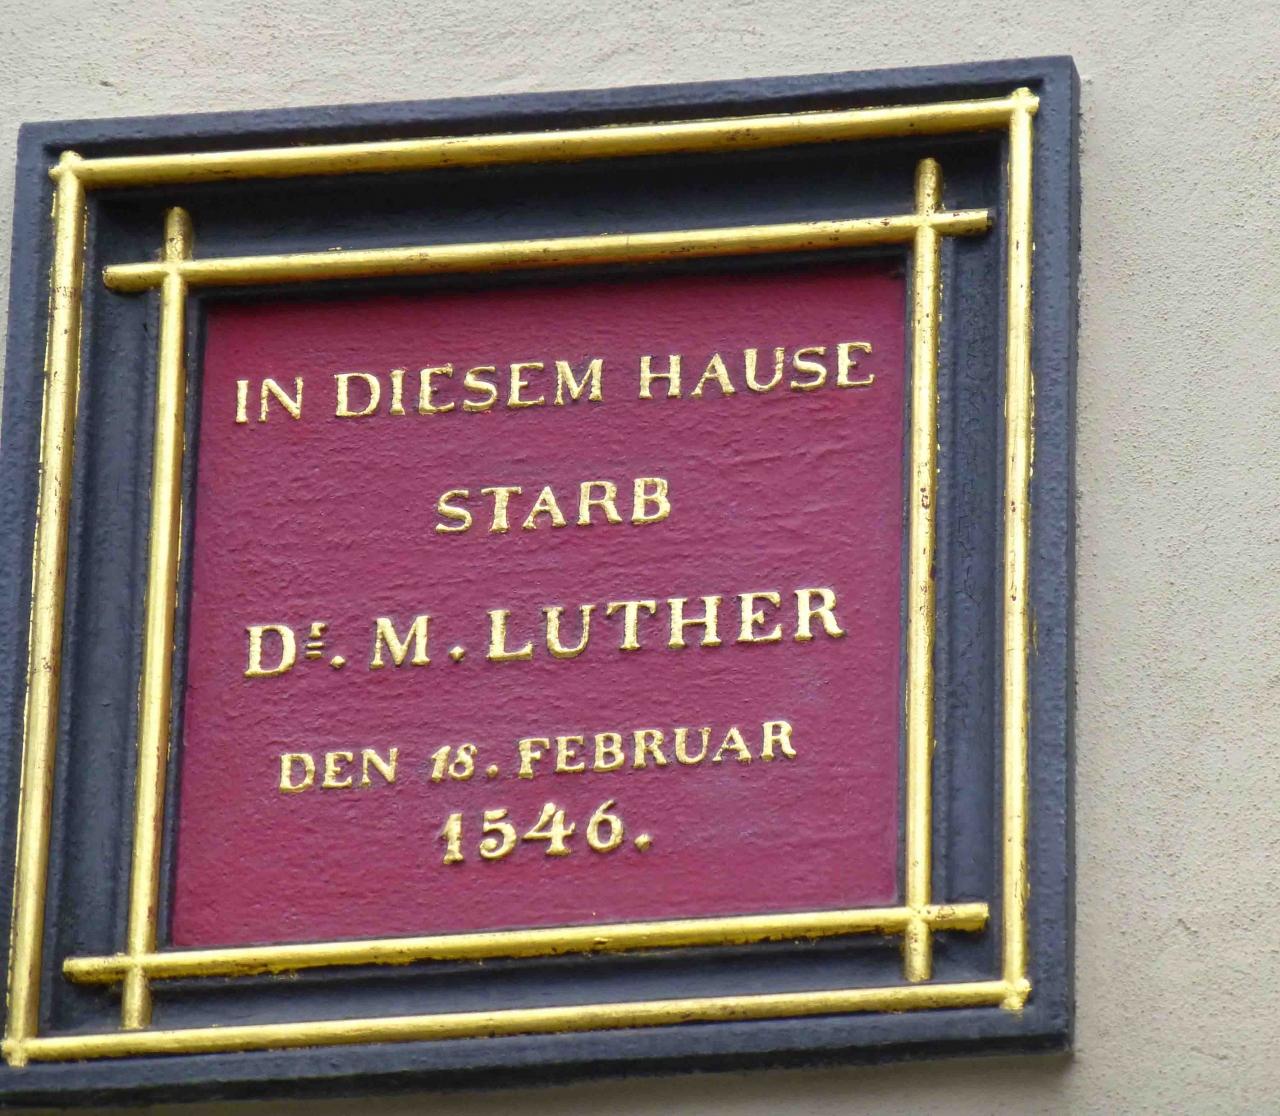 IN DIESEM HAUSE
STARB
Dr. M. LUTHER
DEN 18. FEBRUAR
1546.